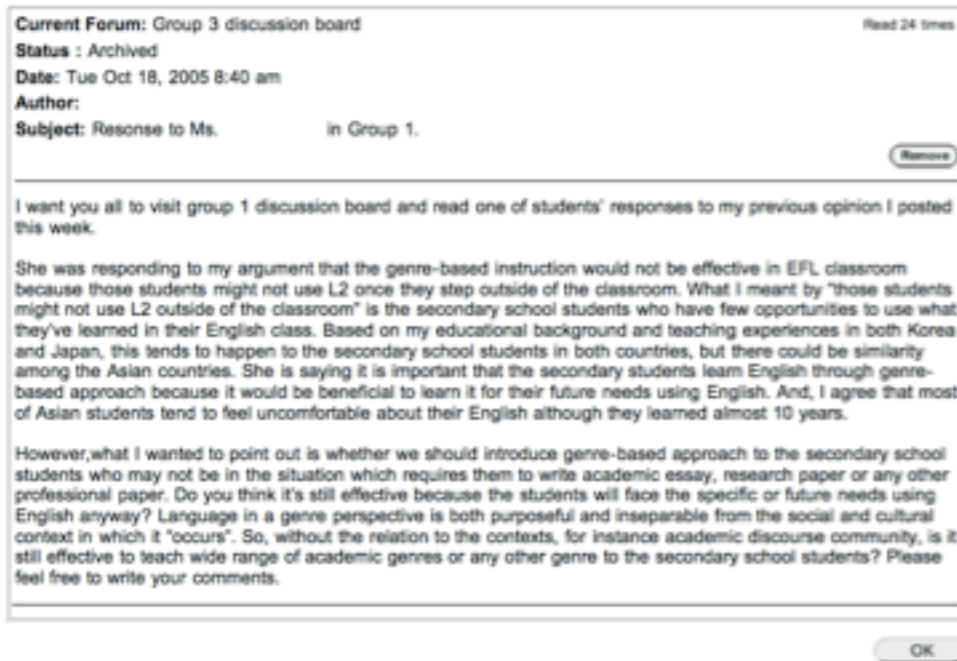 Current Forum: Group 3 discussion board Read 24 times
Status : Archived
Date: Tue Oct 18, 2005 8:40 am
Author:
Subject: Resonse to Ms. in Group 1.
Remove
I want you all to visit group 1 discussion board and read one of students' responses to my previous opinion I posted
this week.
She was responding to my argument that the genre-based instruction would not be effective in EFL classroom
because those students might not use L2 once they step outside of the classroom. What I meant by "those students
might not use L2 outside of the classroom" is the secondary school students who have few opportunities to use what
they've learned in their English class. Based on my educational background and teaching experiences in both Korea
and Japan, this tends to happen to the secondary school students in both countries, but there could be similarity
among the Asian countries. She is saying it is important that the secondary students learn English through genre-
based approach because it would be beneficial to learn it for their future needs using English. And, I agree that most
of Asian students tend to feel uncomfortable about their English although they learned almost 10 years.
However,what I wanted to point out is whether we should introduce genre-based approach to the secondary school
students who may not be in the situation which requires them to write academic essay, research paper or any other
professional paper. Do you think it's still effective because the students will face the specific or future needs using
English anyway? Language in a genre perspective is both purposeful and inseparable from the social and cultural
context in which it "occurs". So, without the relation to the contexts, for instance academic discourse community, is it
still effective to teach wide range of academic genres or any other genre to the secondary school students? Please
feel free to write your comments.
OK